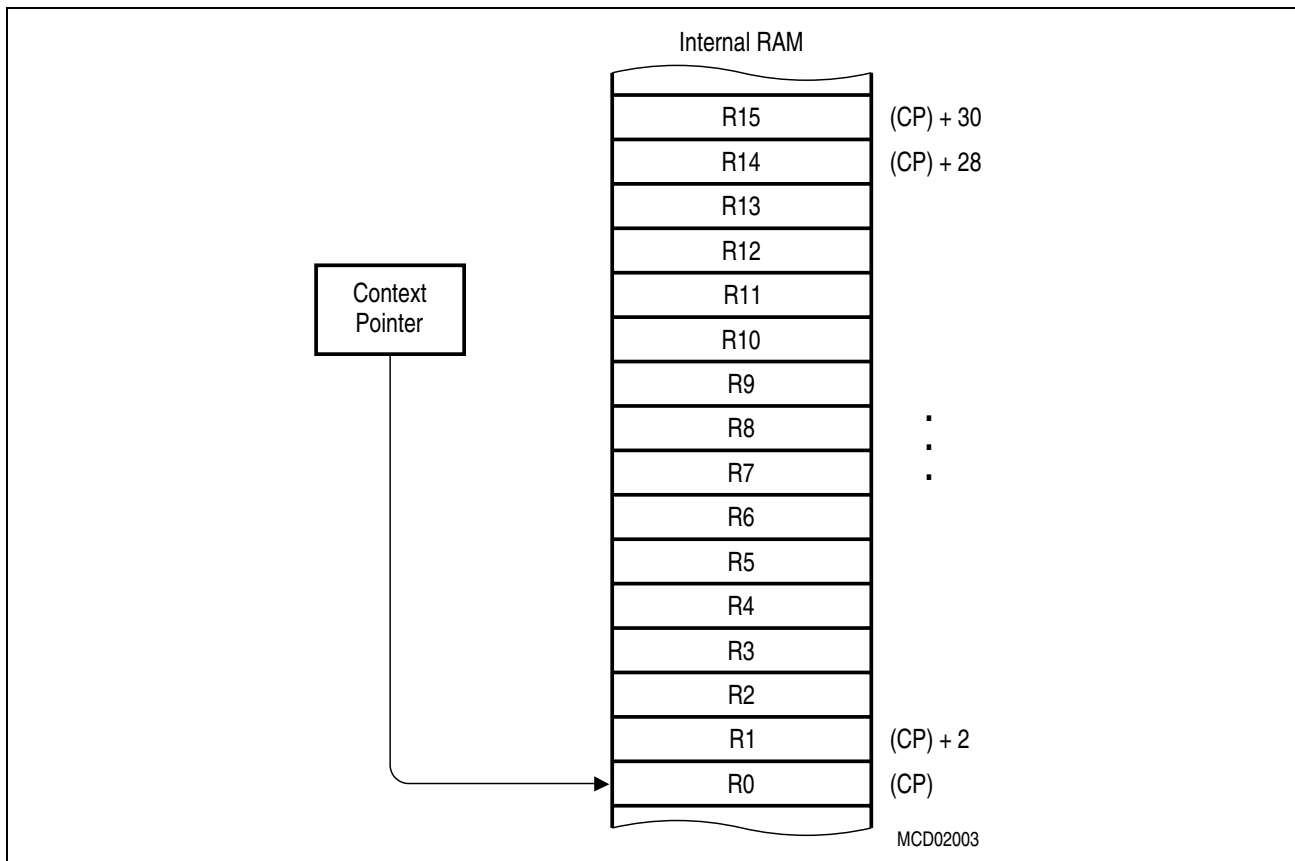 Internal RAM
R15 (CP) + 30
R14 (CP) + 28
R13
R12
Context
Pointer
R11
R10
R9
R8
R7
R6
R5
R4
R3
R2
R1 (CP) + 2
R0 (CP)
MCD02003